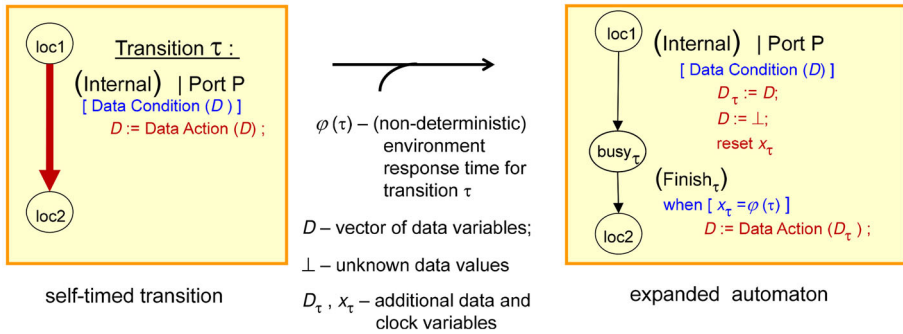 loc1
Transition τ :
(Internal) | Port P
[ Data Condition (D ) ]
D := Data Action (D) ;
loc2
self-timed transition
φ (τ) – (non-deterministic)
environment
response time for
transition τ
D – vector of data variables;
⊥ – unknown data values
Dτ , xτ – additional data and
clock variables
loc1
(Internal) | Port P
[ Data Condition (D) ]
Dτ := D;
D := ⊥;
reset xτ
busyτ
(Finishτ)
when [ xτ =φ (τ) ]
D := Data Action (Dτ ) ;
loc2
expanded automaton